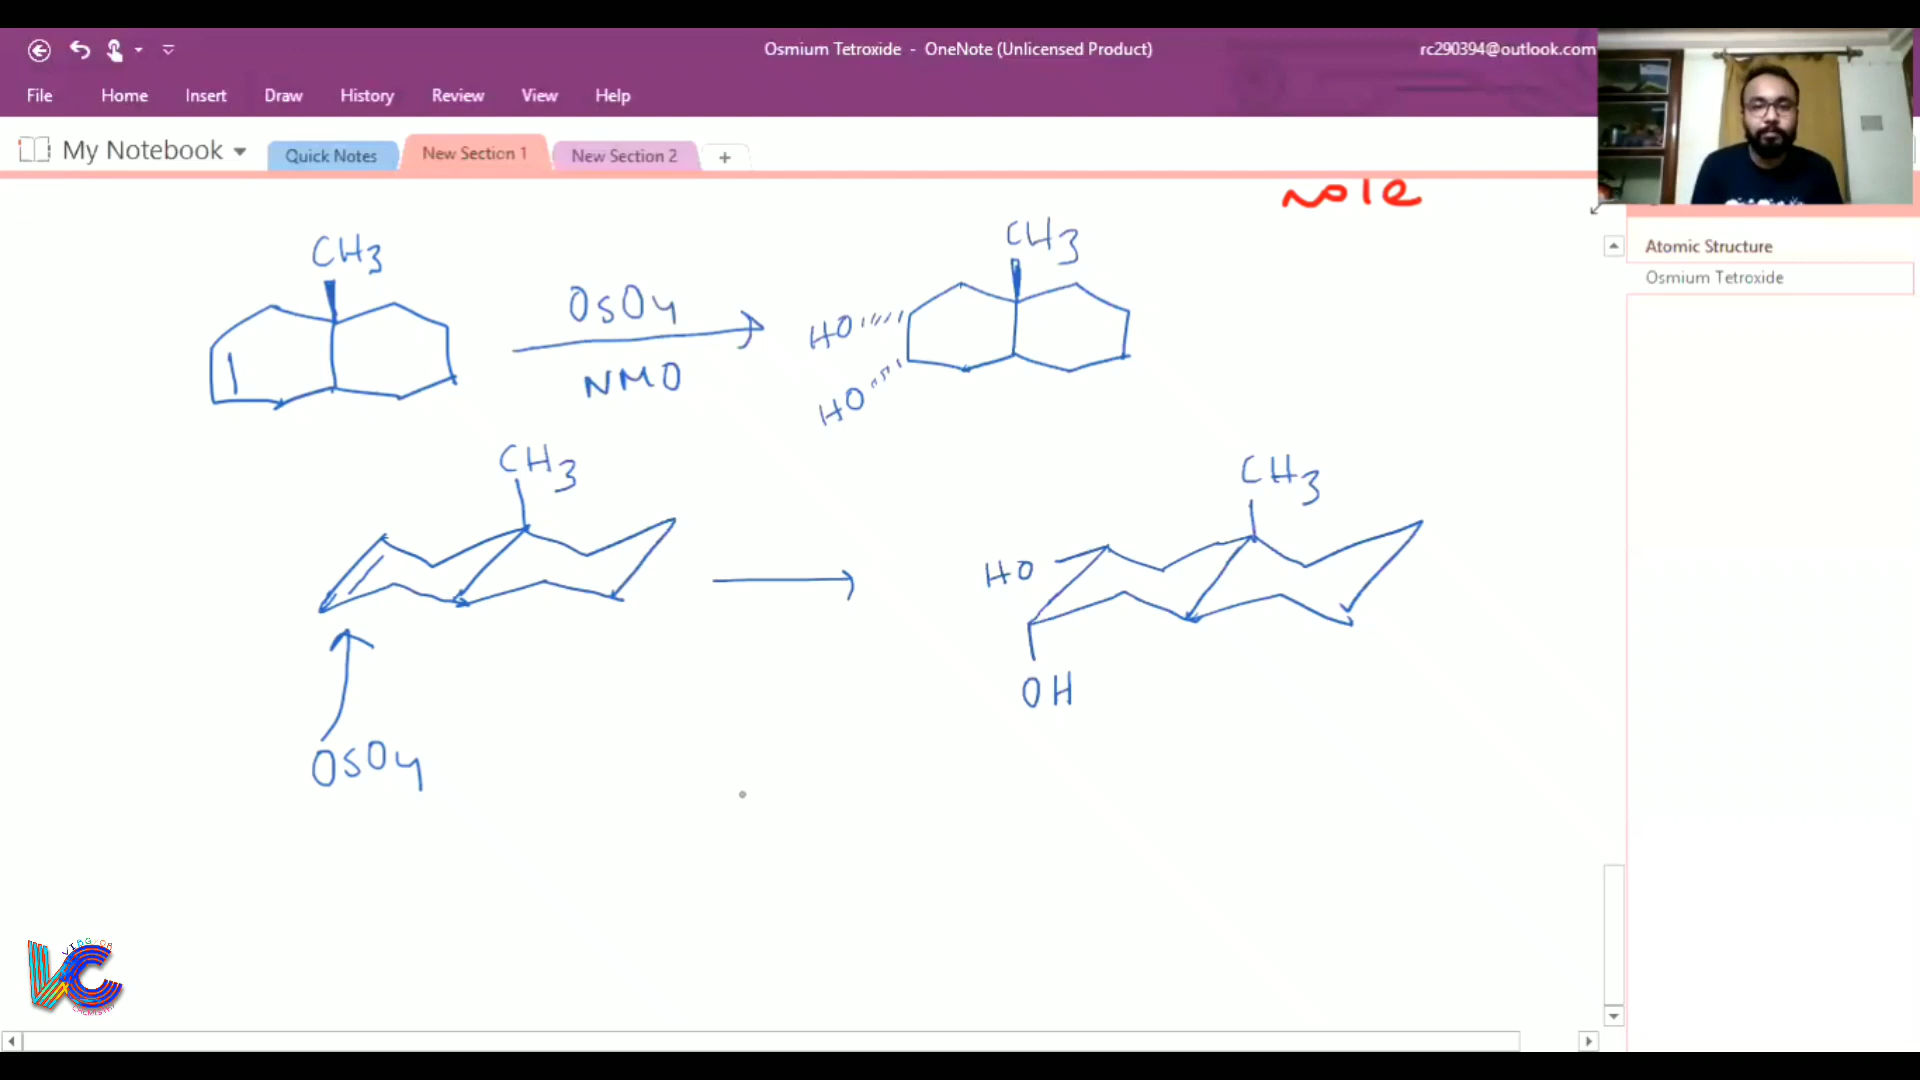 Osmium Tetroxide - OneNote (Unlicensed Product)
rc290394@outlook.com
File Home Insert Draw History Review View Help
My Notebook
Quick Notes
New Section 1
New Section 2
+
Atomic Structure
Osmium Tetroxide
CH3
OsO4
NMO
CH3
HO
HO
CH3
OsO4
CH3
HO
OH
VC